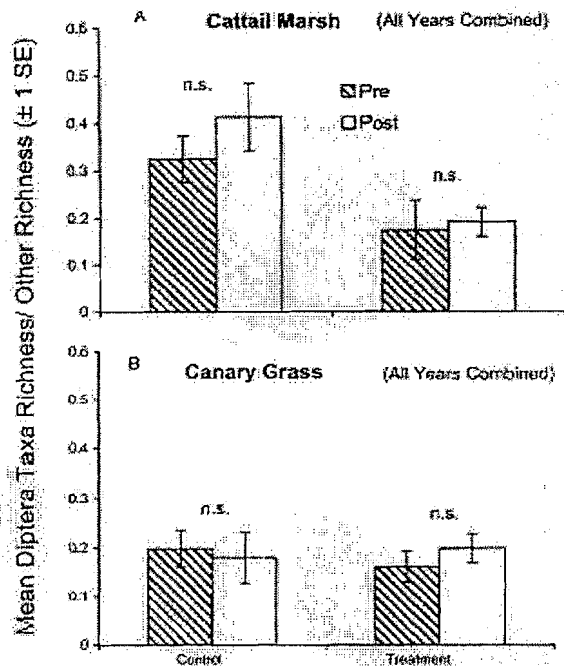 Mean Diptera Taxa Richness/ Other Richness (± 1 SE)
A Cattail Marsh (All Years Combined)
0.6
0.5
0.4
0.3
0.2
0.1
0
n.s.
Pre
Post
n.s.
B Canary Grass (All Years Combined)
0.6
0.5
0.4
0.3
0.2
0.1
0
n.s.
n.s.
Control Treatment